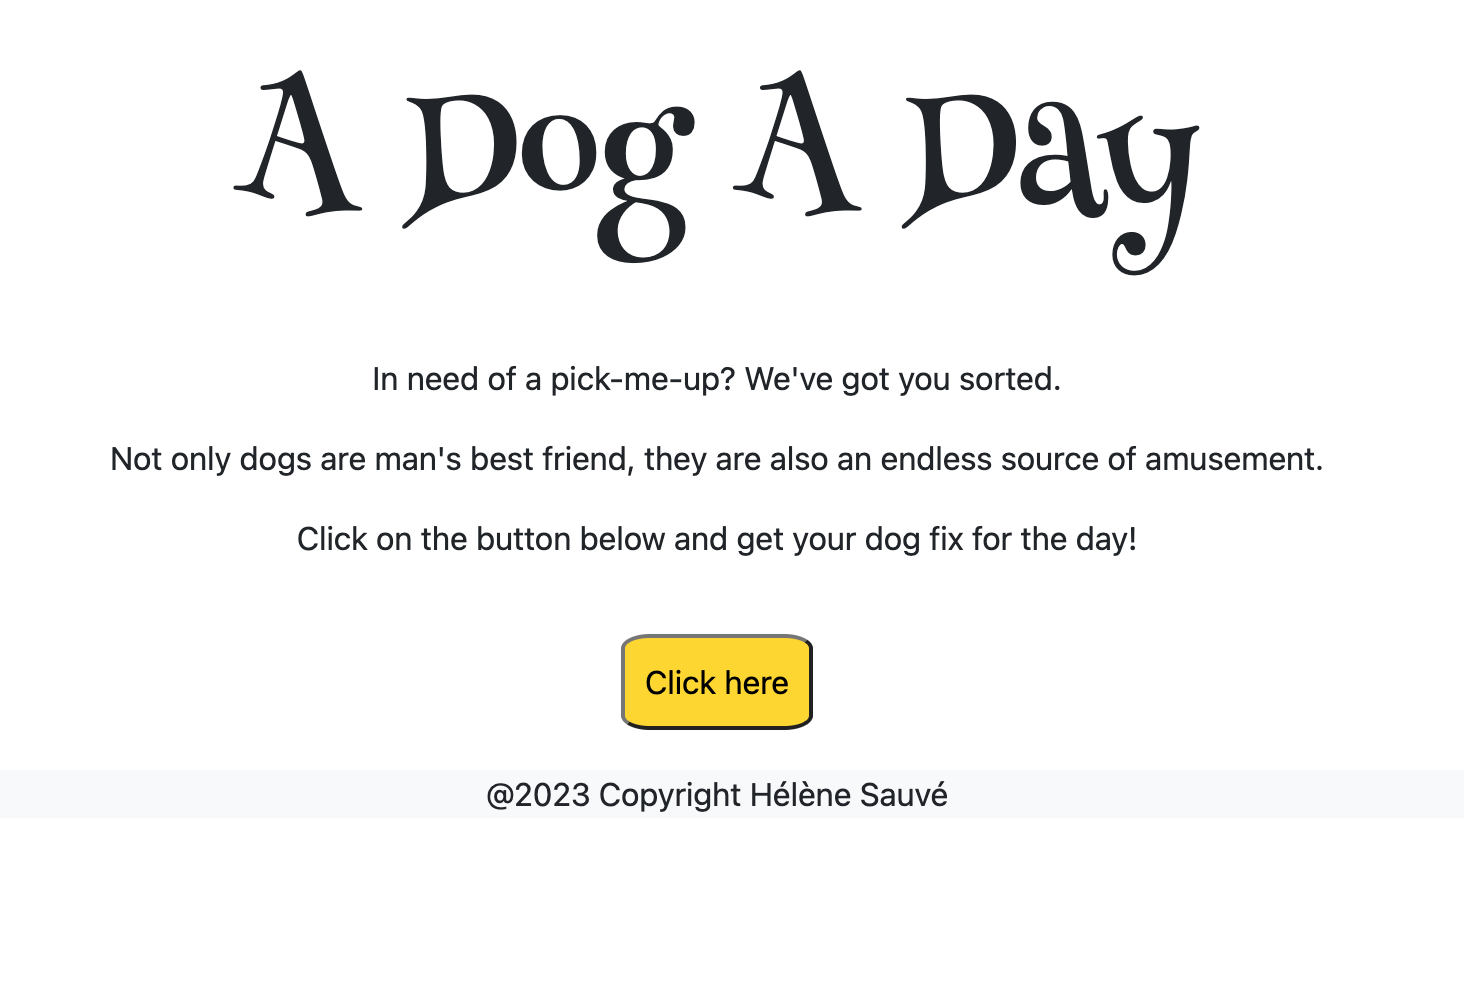 A Dog A Day
In need of a pick-me-up? We've got you sorted.
Not only dogs are man's best friend, they are also an endless source of amusement.
Click on the button below and get your dog fix for the day!
Click here
@2023 Copyright Hélène Sauvé